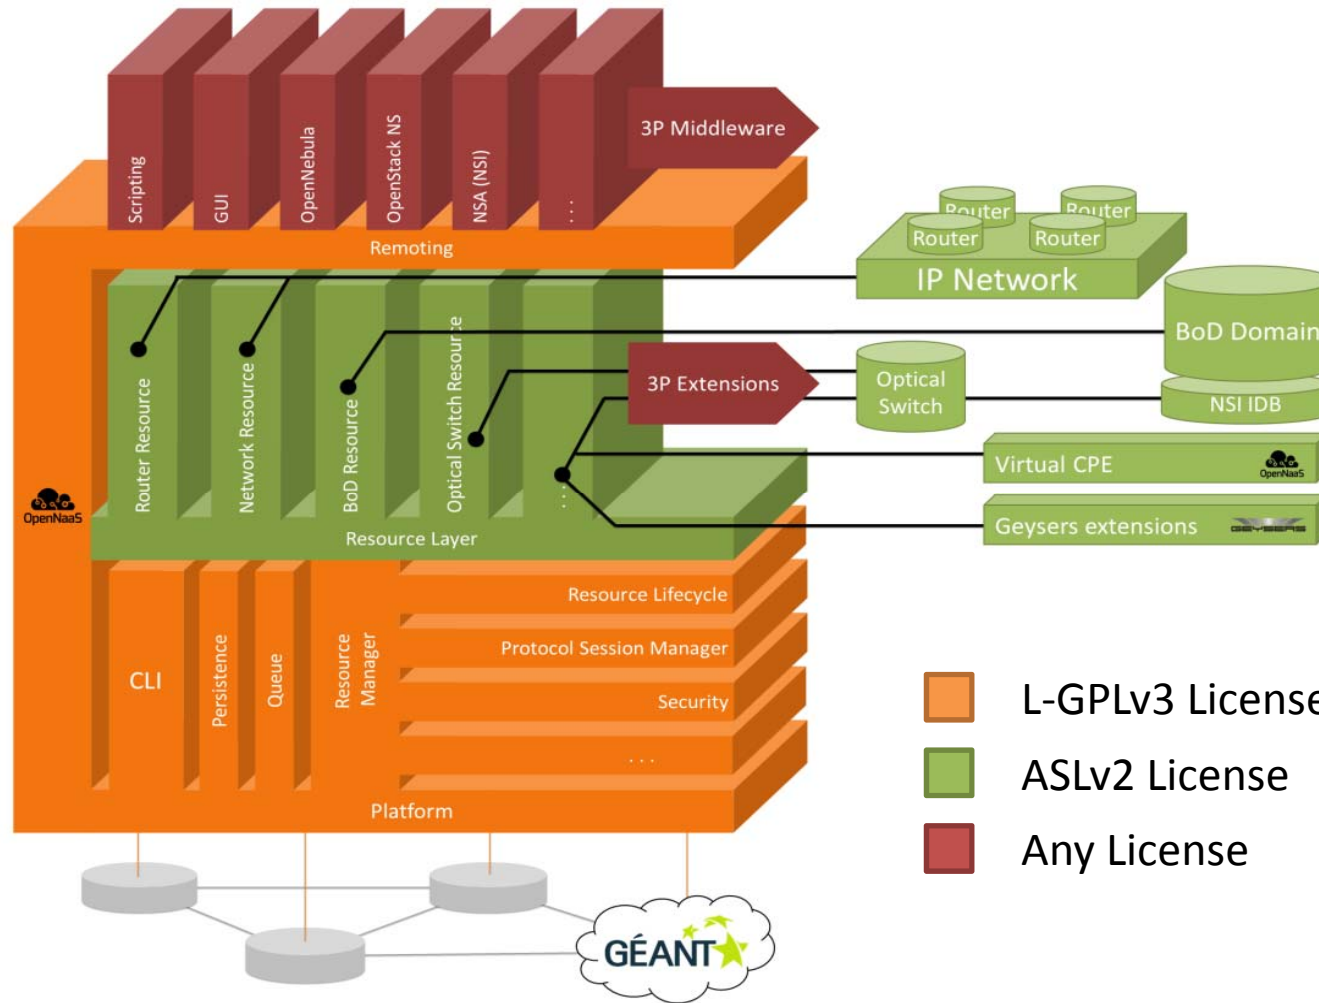 Scripting
GUI
OpenNebula
OpenStack NS
NSA (NSI)
. . .
3P Middleware
Remoting
Router
Router
Router
Router
IP Network
BoD Domain
NSI IDB
Optical
Switch
3P Extensions
Router Resource
Network Resource
BoD Resource
Optical Switch Resource
. . .
Virtual CPE
OpenNaaS
Geysers extensions
GEYSERS
OpenNaaS
Resource Layer
CLI
Persistence
Queue
Resource
Manager
Resource Lifecycle
Protocol Session Manager
Security
. . .
Platform
L-GPLv3 License
ASLv2 License
Any License
GÉANT